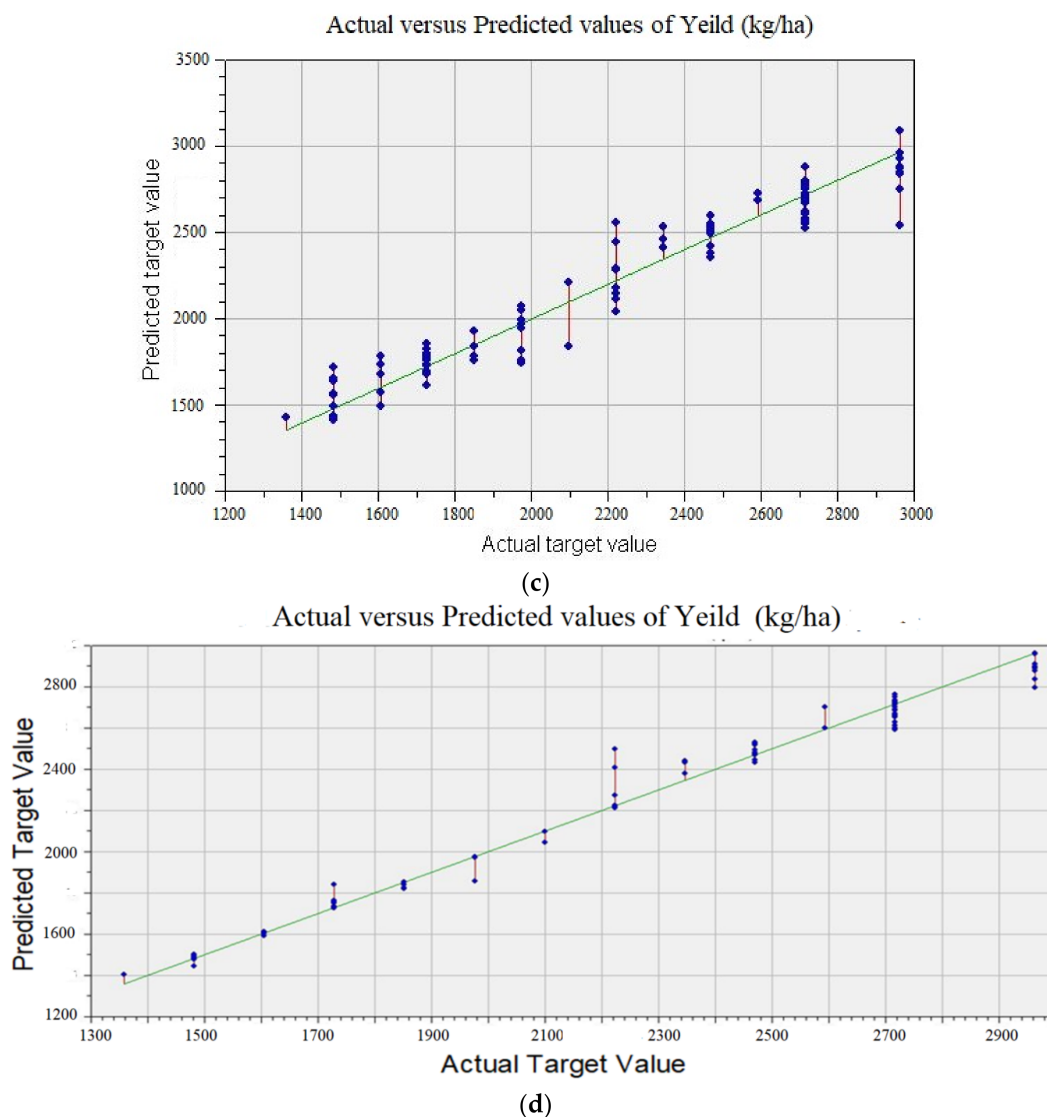 Actual versus Predicted values of Yeild (kg/ha)
3500
3000
2500
2000
1500
1000
Predicted target value
1200 1400 1600 1800 2000 2200 2400 2600 2800 3000
Actual target value
(c)
Actual versus Predicted values of Yeild (kg/ha)
2800
2400
2000
1600
1200
Predicted Target Value
1300 1500 1700 1900 2100 2300 2500 2700 2900
Actual Target Value
(d)